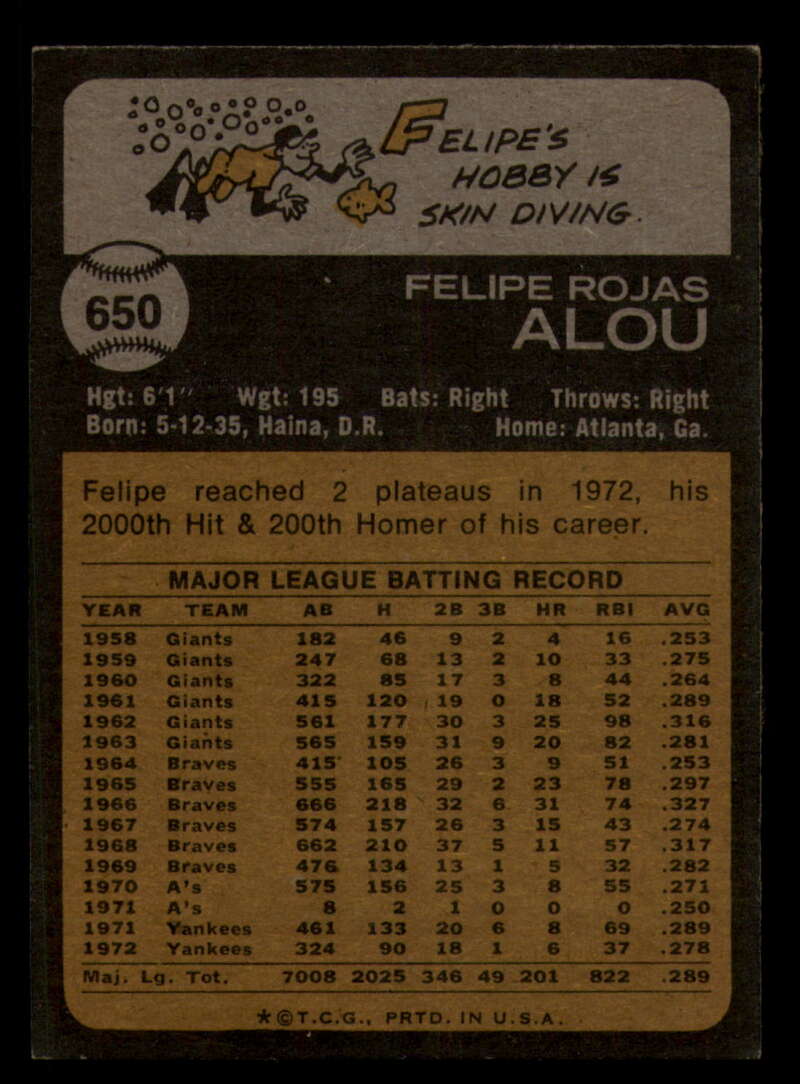 FELIPE'S
HOBBY IS
SKIN DIVING.
650
FELIPE ROJAS
ALOU
Hgt: 6'1" Wgt: 195 Bats: Right Throws: Right
Born: 5-12-35, Haina, D.R. Home: Atlanta, Ga.
Felipe reached 2 plateaus in 1972, his
2000th Hit & 200th Homer of his career.
MAJOR LEAGUE BATTING RECORD
YEAR TEAM AB H 2B 3B HR RBI AVG
1958 Giants 182 46 9 2 4 16 .253
1959 Giants 247 68 13 2 10 33 .275
1960 Giants 322 85 17 3 8 44 .264
1961 Giants 415 120 19 0 18 52 .289
1962 Giants 561 177 30 3 25 98 .316
1963 Giants 565 159 31 9 20 82 .281
1964 Braves 415 105 26 3 9 51 .253
1965 Braves 555 165 29 2 23 78 .297
1966 Braves 666 218 32 6 31 74 .327
1967 Braves 574 157 26 3 15 43 .274
1968 Braves 662 210 37 5 11 57 .317
1969 Braves 476 134 13 1 5 32 .282
1970 A's 575 156 25 3 8 55 .271
1971 A's 8 2 1 0 0 0 .250
1971 Yankees 461 133 20 6 8 69 .289
1972 Yankees 324 90 18 1 6 37 .278
Maj. Lg. Tot. 7008 2025 346 49 201 822 .289
*©T.C.G., PRTD. IN U.S.A.